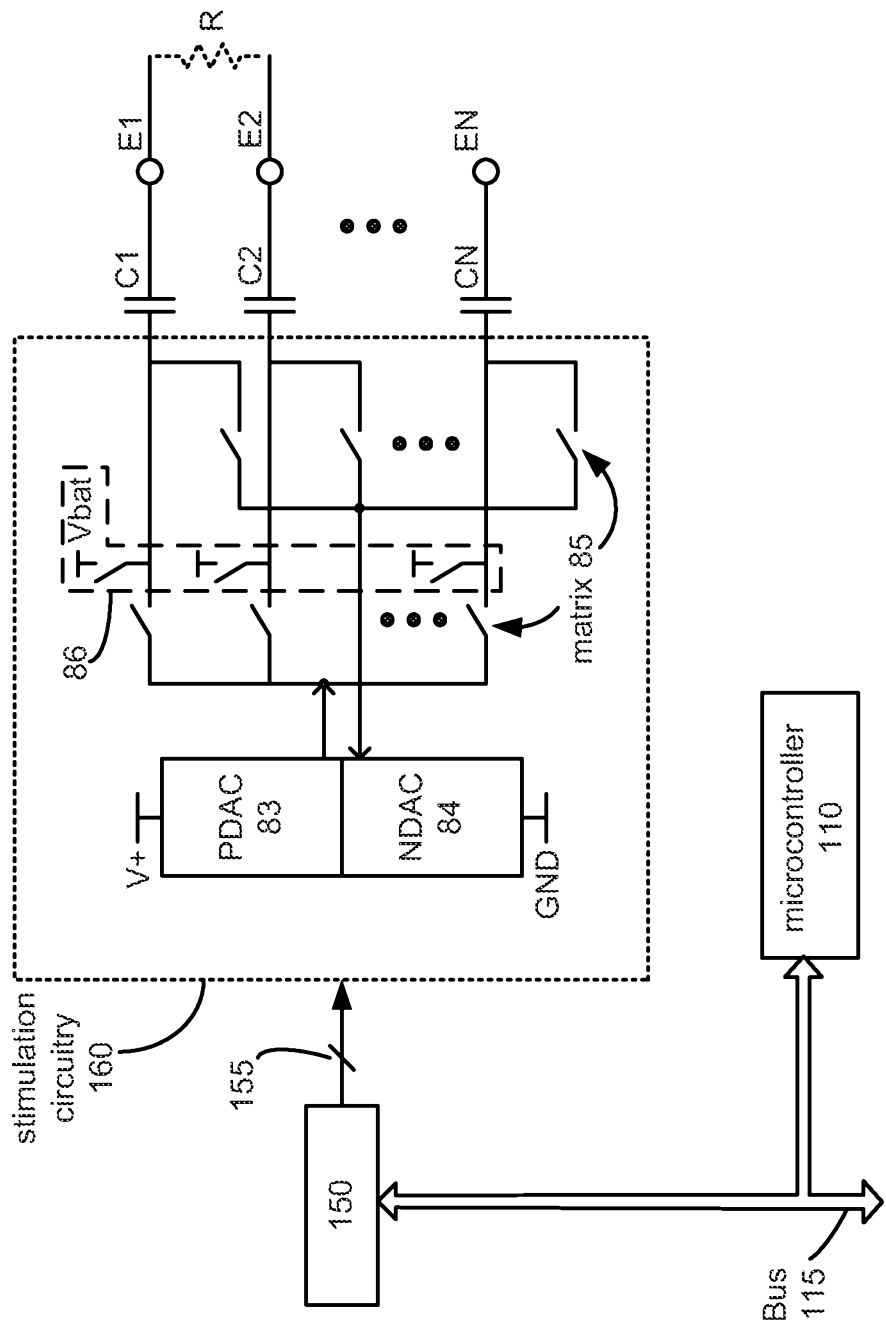 stimulation
circuitry
160
V+
PDAC
83
NDAC
84
GND
86
Vbat
matrix 85
C1
E1
R
C2
E2
CN
EN
155
150
Bus
115
microcontroller
110